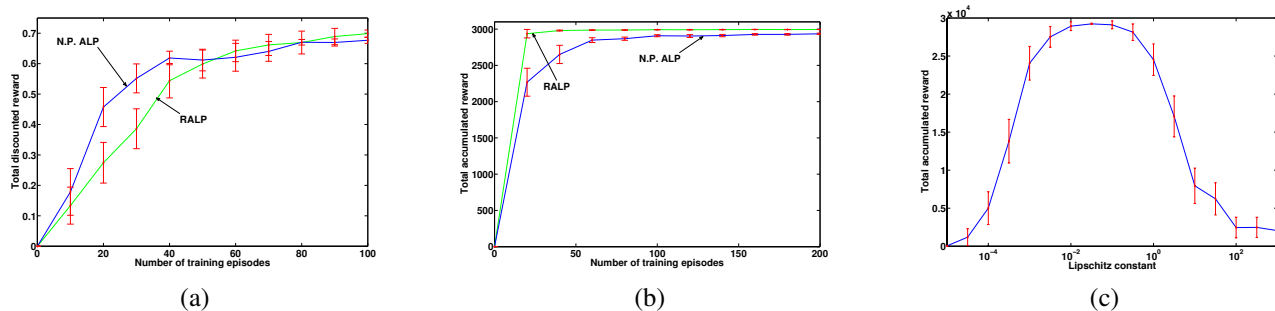 Total discounted reward
0.7
0.6
0.5
0.4
0.3
0.2
0.1
0
N.P. ALP
RALP
0 20 40 60 80 100
Number of training episodes
(a)
Total accumulated reward
3000
2500
2000
1500
1000
500
0
RALP
N.P. ALP
0 50 100 150 200
Number of training episodes
(b)
Total accumulated reward
3 x 10^4
2.5
2
1.5
1
0.5
0
10^-4 10^-2 10^0 10^2
Lipschitz constant
(c)